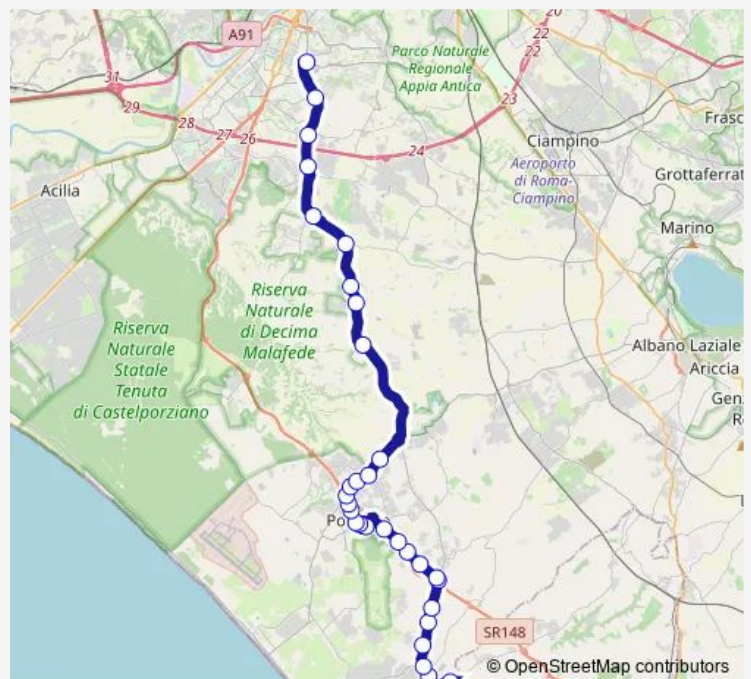 A91
20
22
22
Parco Naturale
Regionale
Appia Antica
31
23
29
28
27
26
24
Ciampino
Frasc
Aeroporto
di Roma-
Ciampino
Acilia
Grottaferrat
Marino
Riserva
Naturale
di Decima
Malafede
Riserva
Naturale
Statale
Tenuta
di Castelporziano
Albano Laziale
Ariccia
Gen
Po
SR148
© OpenStreetMap contributors